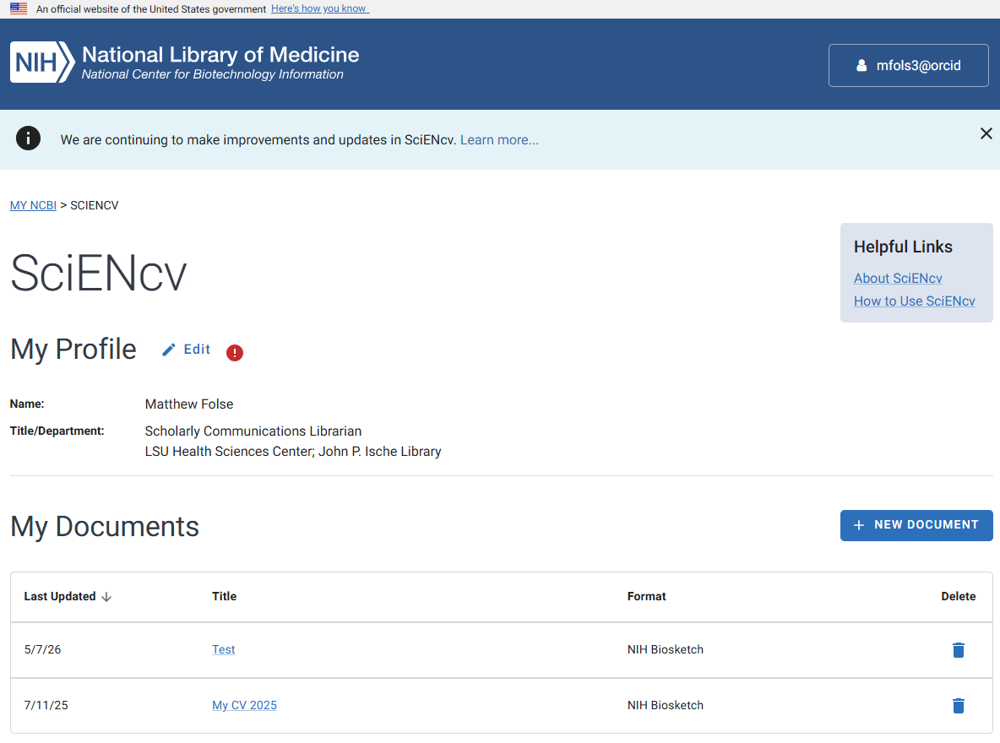 An official website of the United States government Here's how you know
NIH National Library of Medicine
National Center for Biotechnology Information
mfols3@orcid
We are continuing to make improvements and updates in SciENcv. Learn more...
MY NCBI > SCIENCV
SciENcv
Helpful Links
About SciENcv
How to Use SciENcv
My Profile Edit
Name: Matthew Folse
Title/Department: Scholarly Communications Librarian
LSU Health Sciences Center; John P. Ische Library
My Documents + NEW DOCUMENT
Last Updated Title Format Delete
5/7/26 Test NIH Biosketch
7/11/25 My CV 2025 NIH Biosketch